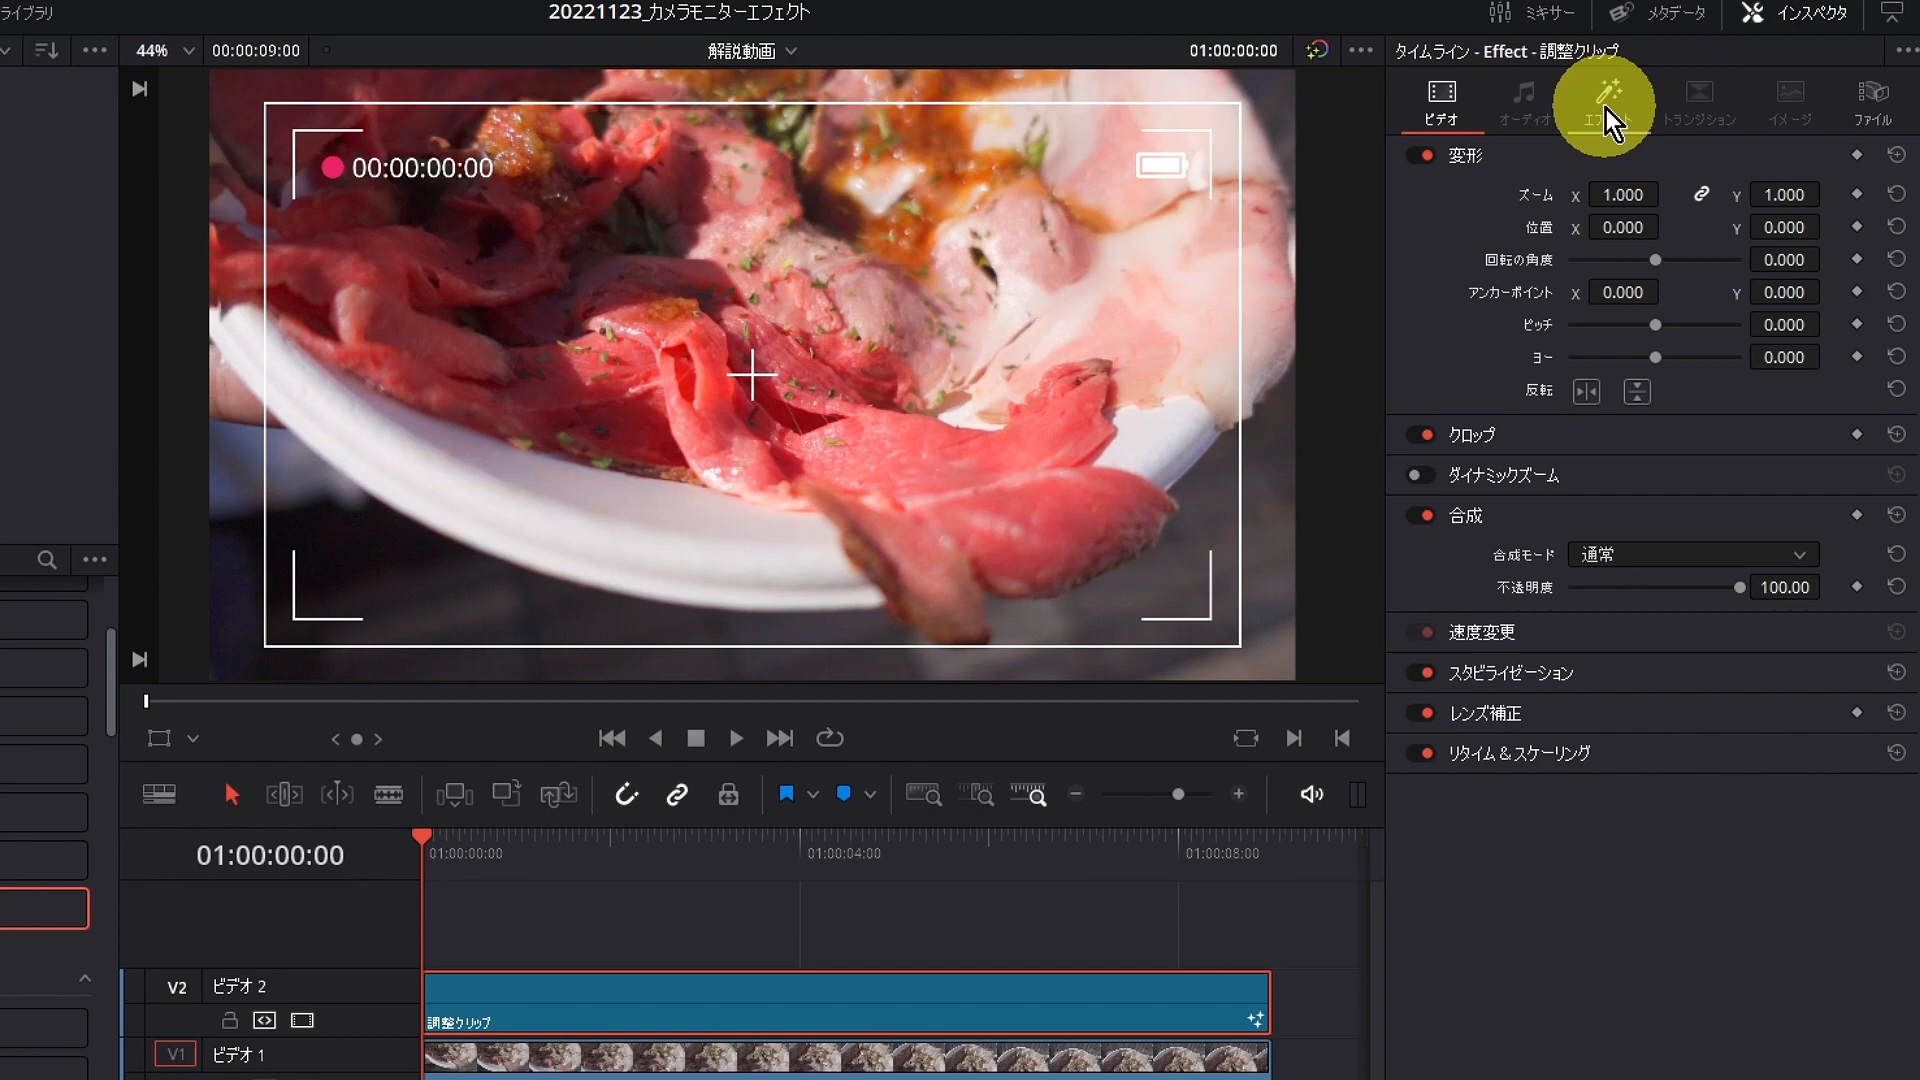 ライブラリ
20221123_カメラモニターエフェクト
ミキサー
メタデータ
インスペクタ
44%
00:00:09:00
解説動画
01:00:00:00
タイムライン - Effect - 調整クリップ
ビデオ
オーディオ
トランジション
イメージ
ファイル
00:00:00:00
変形
ズーム X 1.000 Y 1.000
位置 X 0.000 Y 0.000
回転の角度 0.000
アンカーポイント X 0.000 Y 0.000
ピッチ 0.000
ヨー 0.000
反転
クロップ
ダイナミックズーム
合成
合成モード 通常
不透明度 100.00
速度変更
スタビライゼーション
レンズ補正
リタイム&スケーリング
01:00:00:00
01:00:00:00
01:00:04:00
01:00:08:00
V2 ビデオ 2
調整クリップ
V1 ビデオ 1